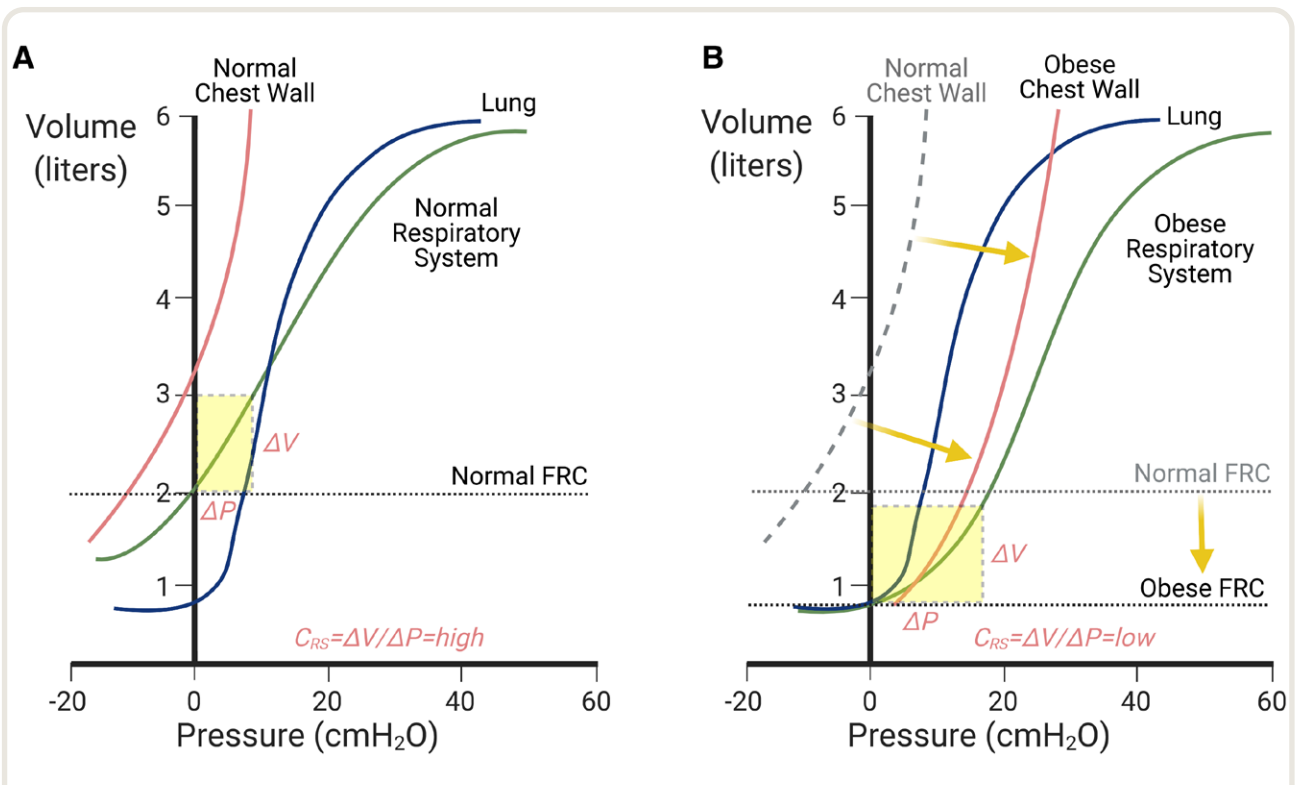 A
Normal
Chest Wall
Volume
(liters)
6
5
4
3
2
1
Lung
Normal
Respiratory
System
ΔV
Normal FRC
ΔP
C_RS=ΔV/ΔP=high
-20
0
20
40
60
Pressure (cmH₂O)
B
Normal
Chest Wall
Obese
Chest Wall
Volume
(liters)
6
5
4
3
2
1
Lung
Obese
Respiratory
System
Normal FRC
ΔV
Obese FRC
ΔP
C_RS=ΔV/ΔP=low
-20
0
20
40
60
Pressure (cmH₂O)